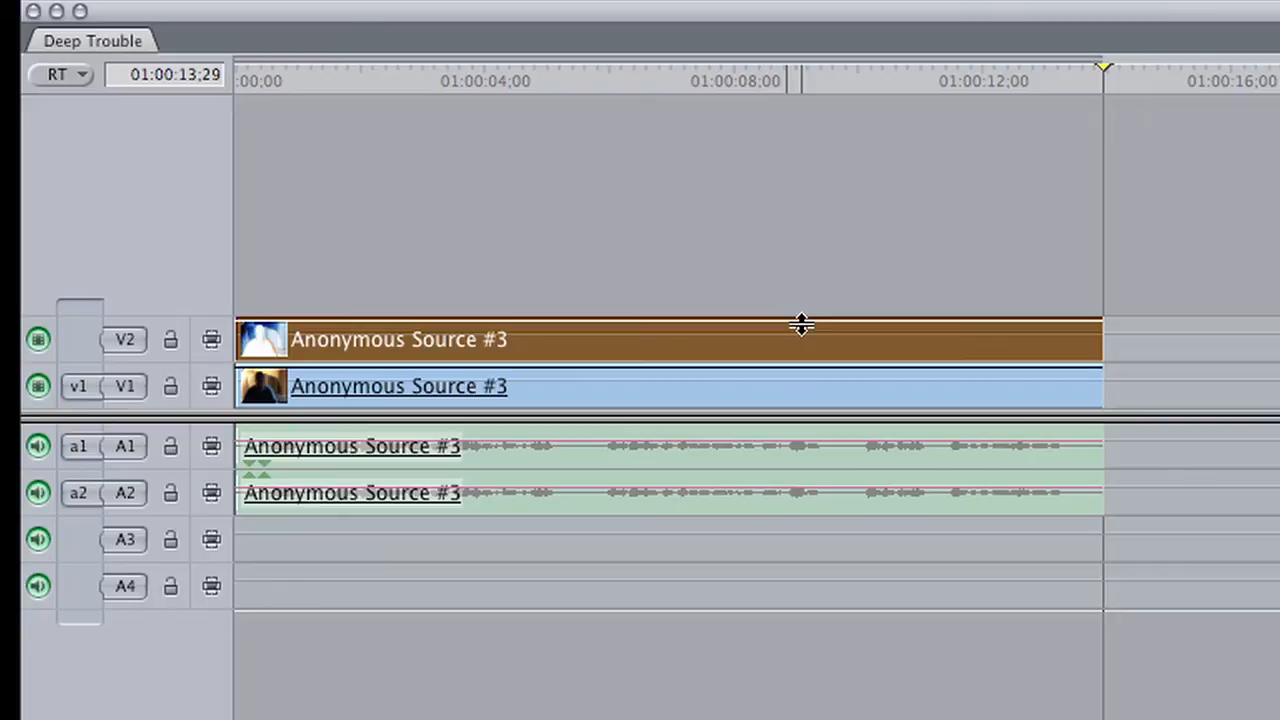 Deep Trouble
RT 01:00:13;29 :00;00 01:00:04;00 01:00:08;00 01:00:12;00 01:00:16;00
V2 Anonymous Source #3
v1 V1 Anonymous Source #3
a1 A1 Anonymous Source #3
a2 A2 Anonymous Source #3
A3
A4